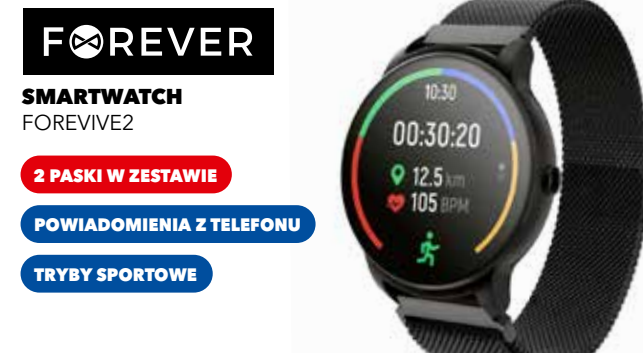 FOREVER
SMARTWATCH
FOREVIVE2
2 PASKI W ZESTAWIE
POWIADOMIENIA Z TELEFONU
TRYBY SPORTOWE
10:30
00:30:20
12.5 km
105 BPM